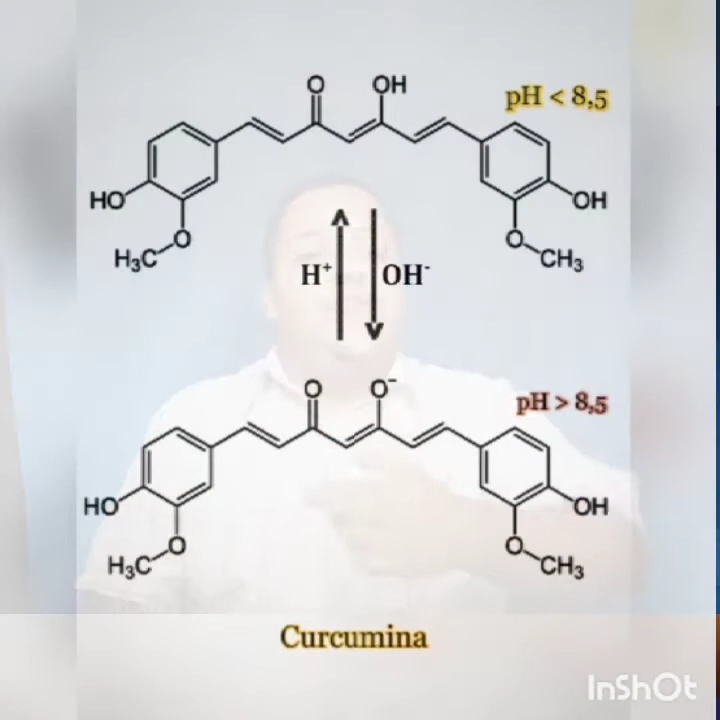 O OH
pH < 8,5
HO OH
O O
H₃C CH₃
H⁺ OH⁻
O O⁻
pH > 8,5
HO OH
O O
H₃C CH₃
Curcumina
InShOt